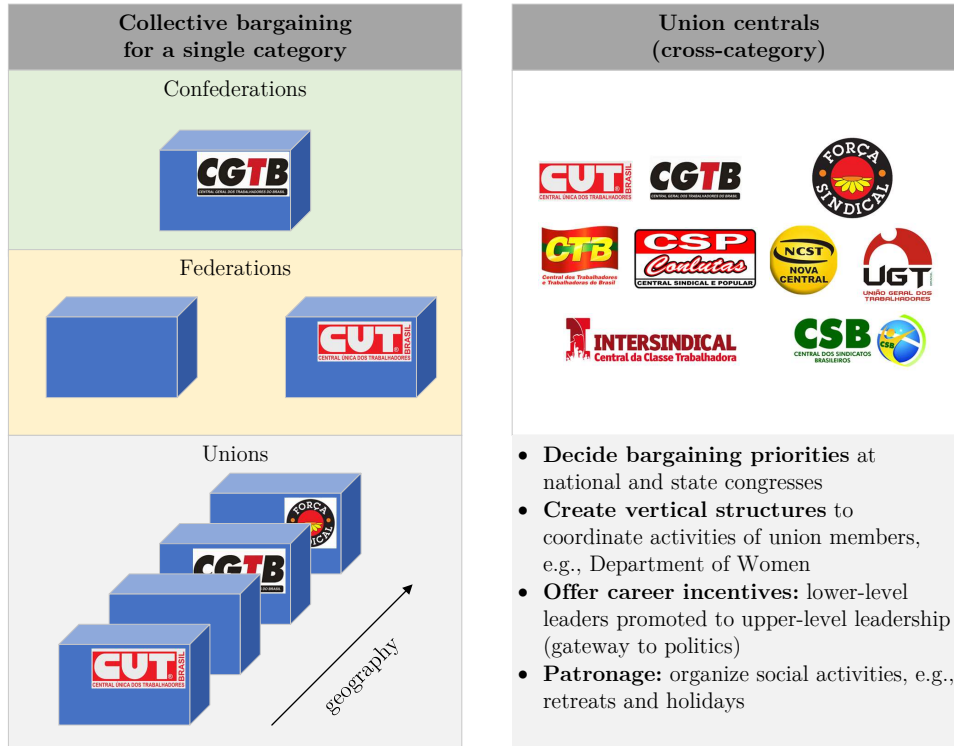 Collective bargaining
for a single category
Confederations
CGTB
CENTRAL GERAL DOS TRABALHADORES DO BRASIL
Federations
CUT
BRASIL
CENTRAL ÚNICA DOS TRABALHADORES
Unions
FORÇA
SINDICAL
CGTB
CUT
BRASIL
CENTRAL ÚNICA DOS TRABALHADORES
geography
Union centrals
(cross-category)
CUT
BRASIL
CENTRAL ÚNICA DOS TRABALHADORES
CGTB
CENTRAL GERAL DOS TRABALHADORES DO BRASIL
FORÇA
SINDICAL
CTB
Central dos Trabalhadores
e Trabalhadoras do Brasil
CSP
Conlutas
CENTRAL SINDICAL E POPULAR
NCST
NOVA
CENTRAL
UGT
UNIÃO GERAL DOS
TRABALHADORES
INTERSINDICAL
Central da Classe Trabalhadora
CSB
CENTRAL DOS SINDICATOS
BRASILEIROS
CSB
• Decide bargaining priorities at
national and state congresses
• Create vertical structures to
coordinate activities of union members,
e.g., Department of Women
• Offer career incentives: lower-level
leaders promoted to upper-level leadership
(gateway to politics)
• Patronage: organize social activities, e.g.,
retreats and holidays